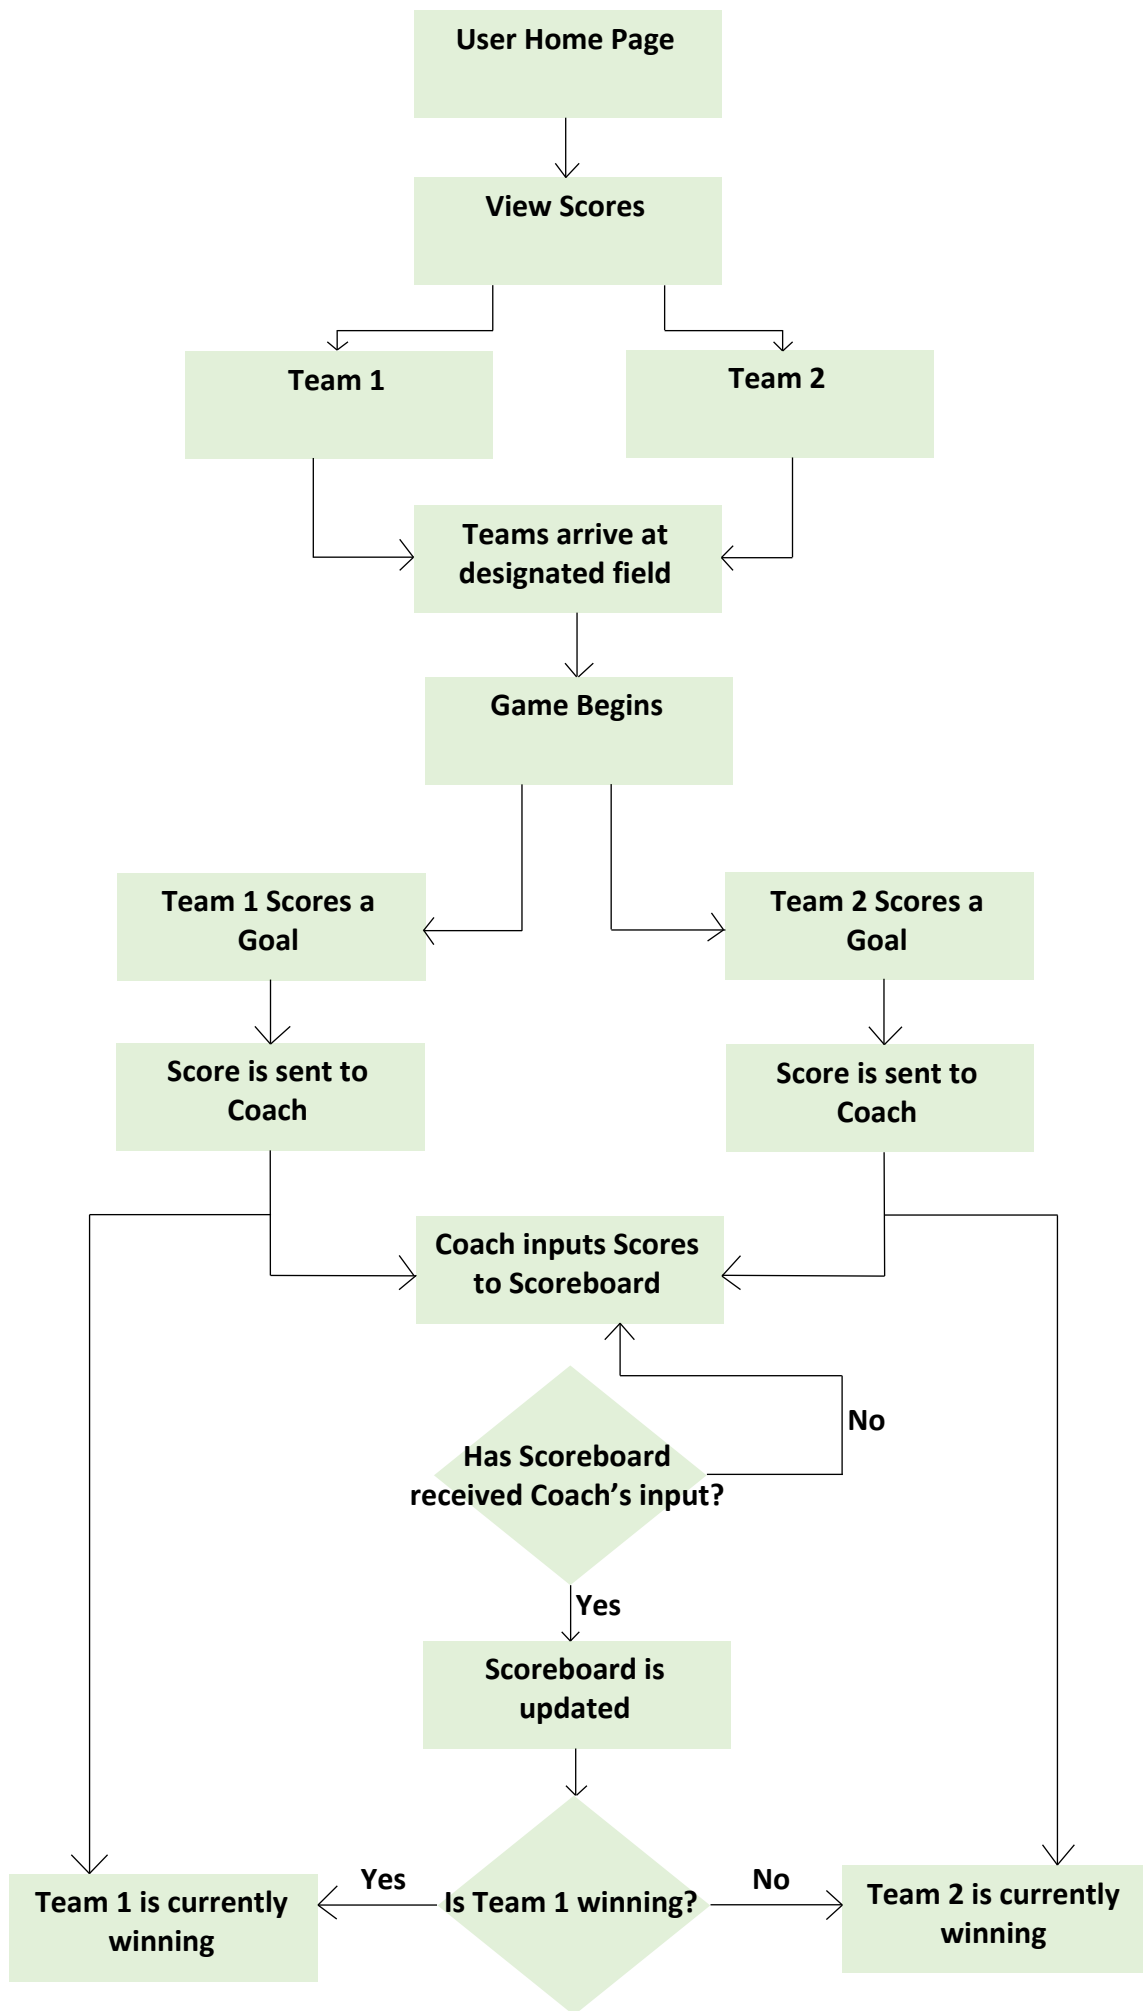 User Home Page
View Scores
Team 1
Team 2
Teams arrive at
designated field
Game Begins
Team 1 Scores a
Goal
Team 2 Scores a
Goal
Score is sent to
Coach
Score is sent to
Coach
Coach inputs Scores
to Scoreboard
No
Has Scoreboard
received Coach’s input?
Yes
Scoreboard is
updated
Yes
Is Team 1 winning?
No
Team 1 is currently
winning
Team 2 is currently
winning